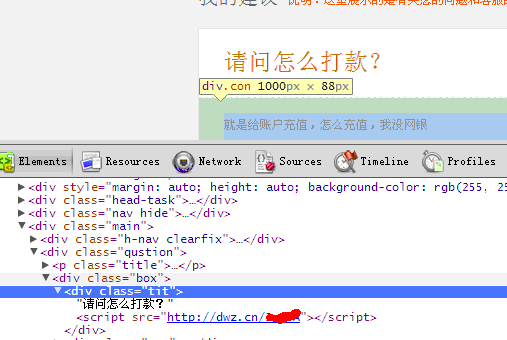 我的建议 说明：这里展示的是有关您的问题和客服的
请问怎么打款？
div.con 1000px × 88px
就是给账户充值，怎么充值，我没网银
Elements Resources Network Sources Timeline Profiles
<div style="margin: auto; height: auto; background-color: rgb(255, 25
<div class="head-task">…</div>
<div class="nav hide">…</div>
<div class="main">
<div class="h-nav clearfix">…</div>
<div class="qustion">
<p class="title">…</p>
<div class="box">
<div class="tit">
"请问怎么打款？"
<script src="http://dwz.cn/"></script>
</div>